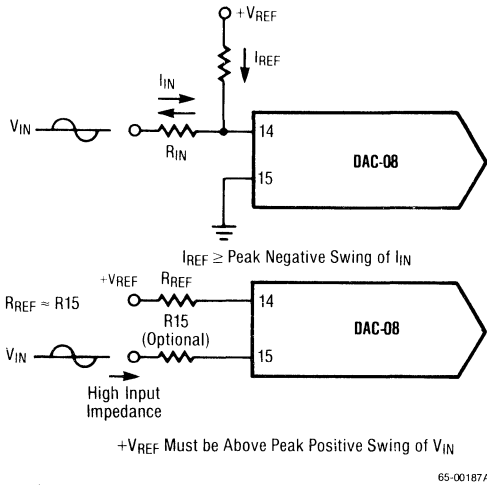 +VREF
IREF
IIN
VIN
RIN
14
15
DAC-08
IREF ≥ Peak Negative Swing of IIN
+VREF
RREF
14
RREF ≈ R15
R15
(Optional)
DAC-08
VIN
15
High Input
Impedance
+VREF Must be Above Peak Positive Swing of VIN
65-00187A